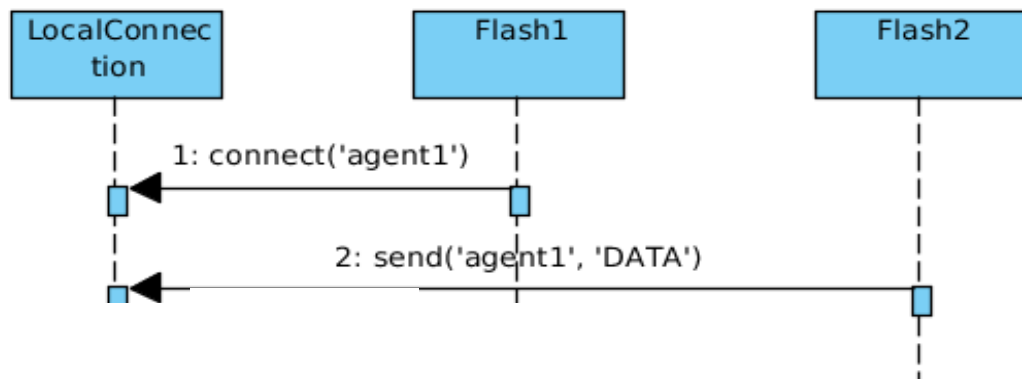 LocalConnec
tion
Flash1
Flash2
1: connect('agent1')
2: send('agent1', 'DATA')